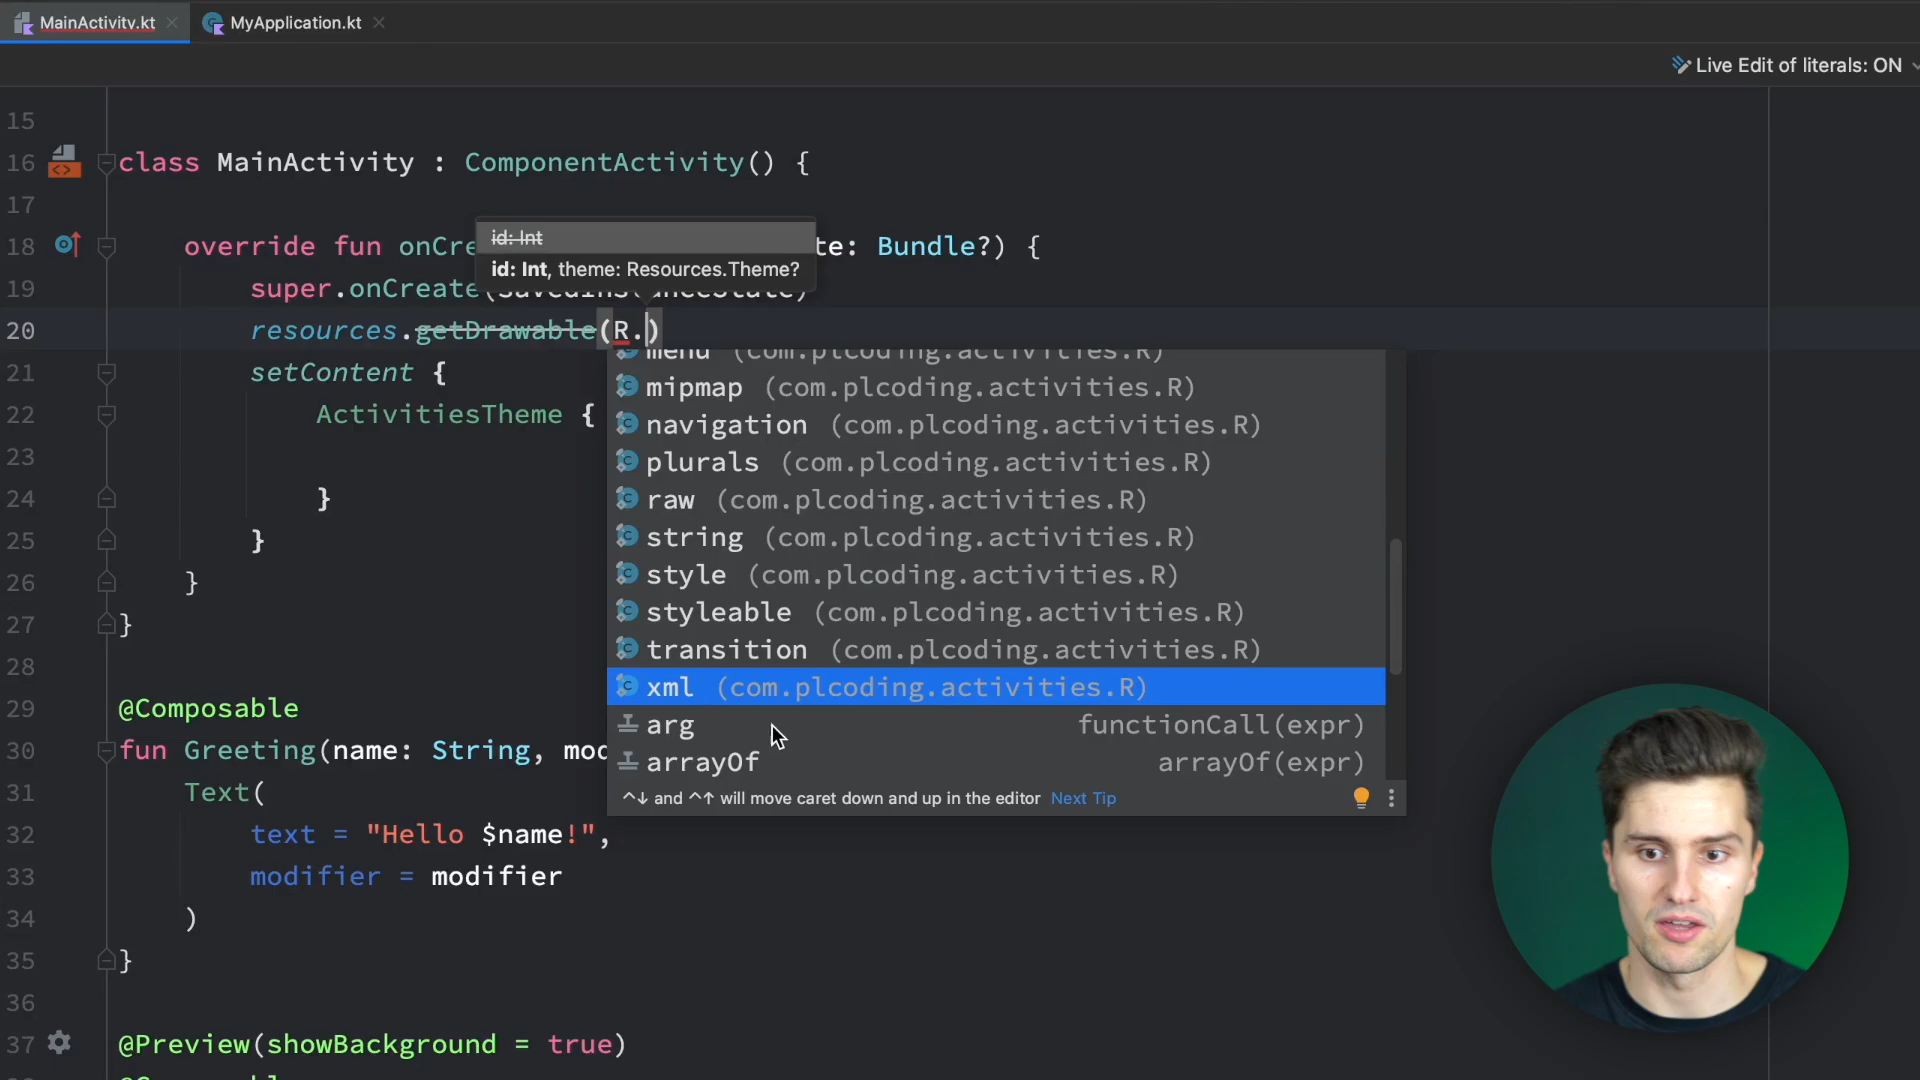 MainActivity.kt
MyApplication.kt
Live Edit of literals: ON
15
16 class MainActivity : ComponentActivity() {
17
id: Int
18 override fun onCre te: Bundle?) {
id: Int, theme: Resources.Theme?
19 super.onCreate(savedInstanceState)
20 resources.getDrawable(R.)
menu (com.plcoding.activities.R)
21 setContent {
mipmap (com.plcoding.activities.R)
22 ActivitiesTheme {
navigation (com.plcoding.activities.R)
23
plurals (com.plcoding.activities.R)
24 }
raw (com.plcoding.activities.R)
25 }
string (com.plcoding.activities.R)
26 }
style (com.plcoding.activities.R)
27 }
styleable (com.plcoding.activities.R)
28
transition (com.plcoding.activities.R)
xml (com.plcoding.activities.R)
29 @Composable
arg functionCall(expr)
30 fun Greeting(name: String, mod
arrayOf arrayOf(expr)
31 Text(
^↓ and ^↑ will move caret down and up in the editor Next Tip
32 text = "Hello $name!",
33 modifier = modifier
34 )
35 }
36
37 @Preview(showBackground = true)